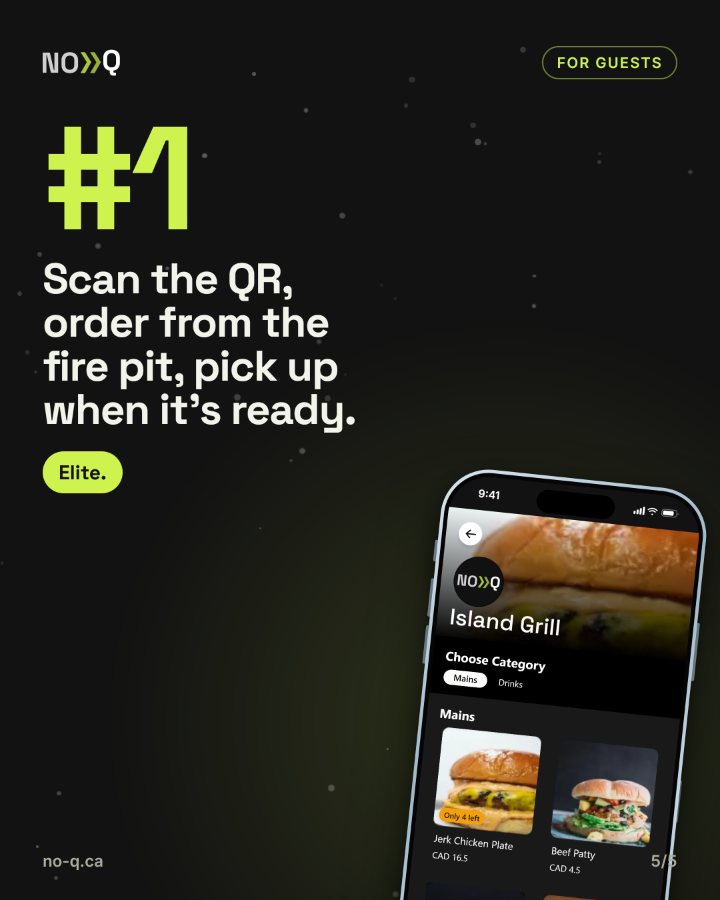 NO»Q
FOR GUESTS
#1
Scan the QR,
order from the
fire pit, pick up
when it’s ready.
Elite.
9:41
NO»Q
Island Grill
Choose Category
Mains
Drinks
Mains
Only 4 left
Jerk Chicken Plate
CAD 16.5
Beef Patty
CAD 4.5
no-q.ca
5/5